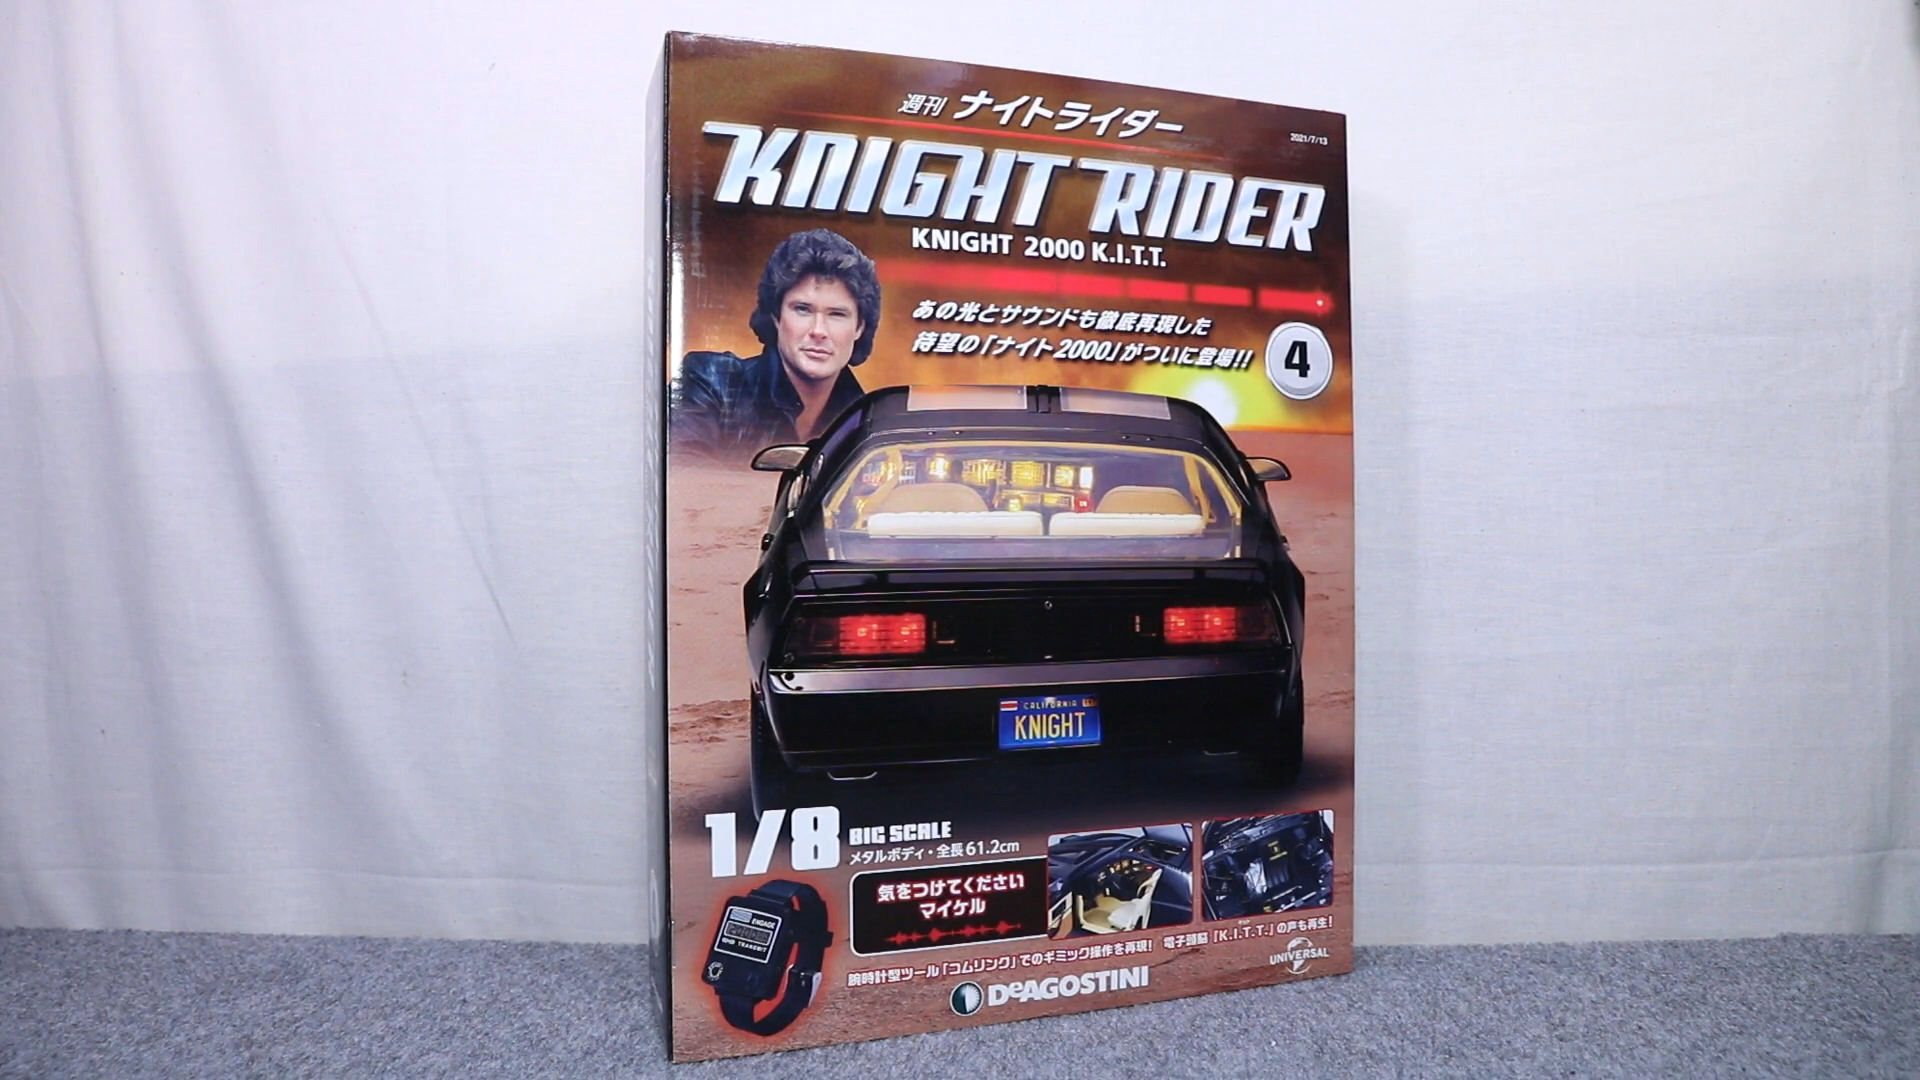 週刊 ナイトライダー
2021/7/13
KNIGHT RIDER
KNIGHT 2000 K.I.T.T.
あの光とサウンドも徹底再現した
待望の「ナイト2000」がついに登場!!
4
CALIFORNIA
KNIGHT
1/8 BIG SCALE
メタルボディ・全長61.2cm
気をつけてください
マイケル
ENGAGE
TRANSMIT
腕時計型ツール「コムリンク」でのギミック操作を再現! 電子頭脳「K.I.T.T.」の声も再生!
DeAGOSTINI
UNIVERSAL